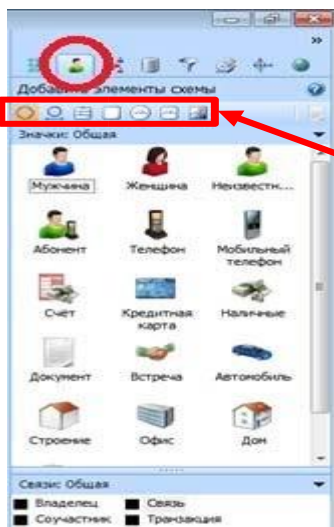 »
Добавить элементы схемы
Значки: Общая
Мужчина Женщина Неизвестн...
Абонент Телефон Мобильный телефон
Счёт Кредитная карта Наличные
Документ Встреча Автомобиль
Строение Офис Дом
Связи: Общая
Владелец Связь
Соучастник Транзакция